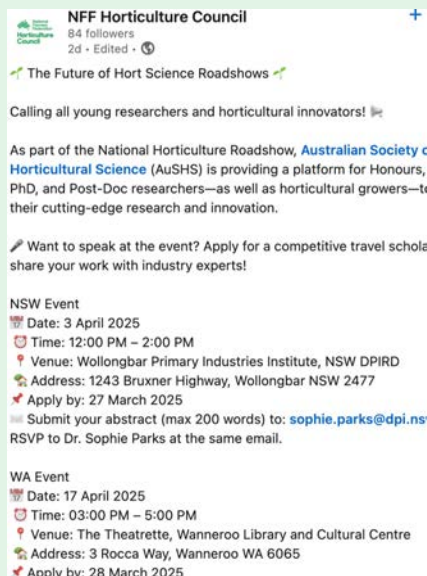 NFF Horticulture Council
84 followers
2d • Edited •
Horticulture
Council
🌱 The Future of Hort Science Roadshows 🌱
Calling all young researchers and horticultural innovators! 📢
As part of the National Horticulture Roadshow, Australian Society
Horticultural Science (AuSHS) is providing a platform for Honours,
PhD, and Post-Doc researchers—as well as horticultural growers—
their cutting-edge research and innovation.
🎤 Want to speak at the event? Apply for a competitive travel
share your work with industry experts!
NSW Event
📅 Date: 3 April 2025
⏰ Time: 12:00 PM – 2:00 PM
📍 Venue: Wollongbar Primary Industries Institute, NSW DPIRD
🏡 Address: 1243 Bruxner Highway, Wollongbar NSW 2477
📌 Apply by: 27 March 2025
✉️ Submit your abstract (max 200 words) to: sophie.parks@dpi.ns
RSVP to Dr. Sophie Parks at the same email.
WA Event
📅 Date: 17 April 2025
⏰ Time: 03:00 PM – 5:00 PM
📍 Venue: The Theatrette, Wanneroo Library and Cultural Centre
🏡 Address: 3 Rocca Way, Wanneroo WA 6065
📌 Apply by: 28 March 2025